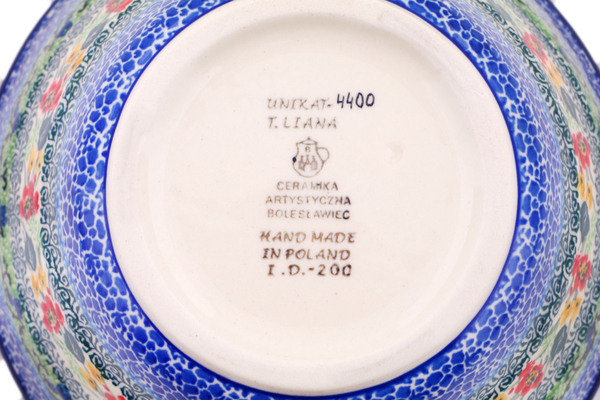 UNIKAT-4400
T. LIANA
CERAMIKA
ARTYSTYCZNA
BOLESŁAWIEC
HAND MADE
IN POLAND
I.D.-200